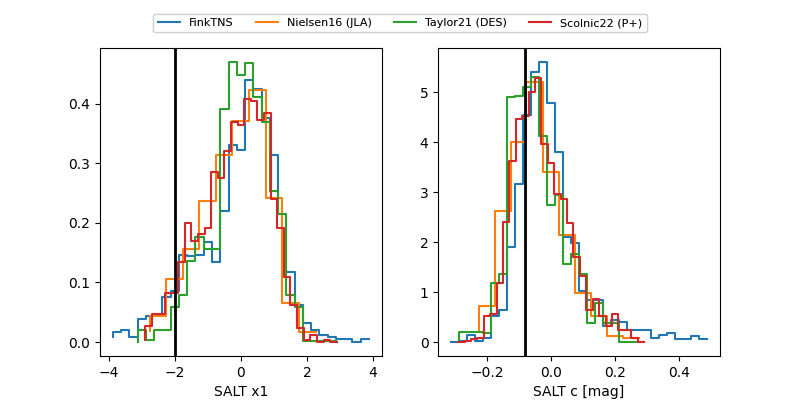 FinkTNS Nielsen16 (JLA) Taylor21 (DES) Scolnic22 (P+)
0.4
0.3
0.2
0.1
0.0
−4 −2 0 2 4
SALT x1
5
4
3
2
1
0
−0.2 0.0 0.2 0.4
SALT c [mag]